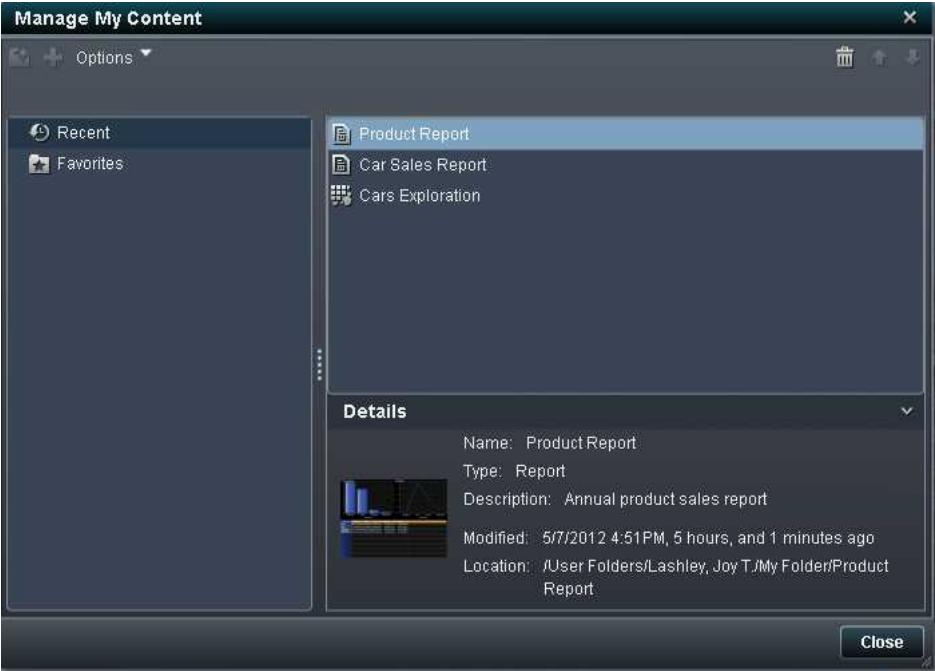 Manage My Content
Options
Recent
Favorites
Product Report
Car Sales Report
Cars Exploration
Details
Name: Product Report
Type: Report
Description: Annual product sales report
Modified: 5/7/2012 4:51PM, 5 hours, and 1 minutes ago
Location: /User Folders/Lashley, Joy T./My Folder/Product
Report
Close